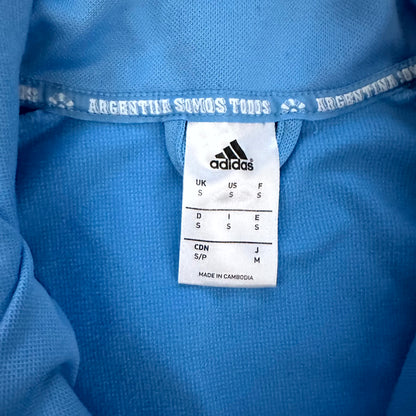 ARGENTINA SOMOS TODOS
ARGENTINA SOMOS
adidas
UK US F
S S S
D I E
S S S
CDN J
S/P M
MADE IN CAMBODIA